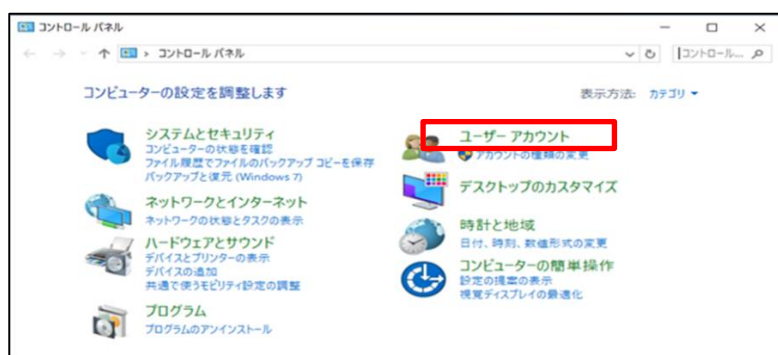 コントロール パネル
コントロール パネル
コントロール...
コンピューターの設定を調整します
表示方法: カテゴリ
システムとセキュリティ
コンピューターの状態を確認
ファイル履歴でファイルのバックアップ コピーを保存
バックアップと復元 (Windows 7)
ネットワークとインターネット
ネットワークの状態とタスクの表示
ハードウェアとサウンド
デバイスとプリンターの表示
デバイスの追加
共通で使うモビリティ設定の調整
プログラム
プログラムのアンインストール
ユーザー アカウント
アカウントの種類の変更
デスクトップのカスタマイズ
時計と地域
日付、時刻、数値形式の変更
コンピューターの簡単操作
設定の提案の表示
視覚ディスプレイの最適化